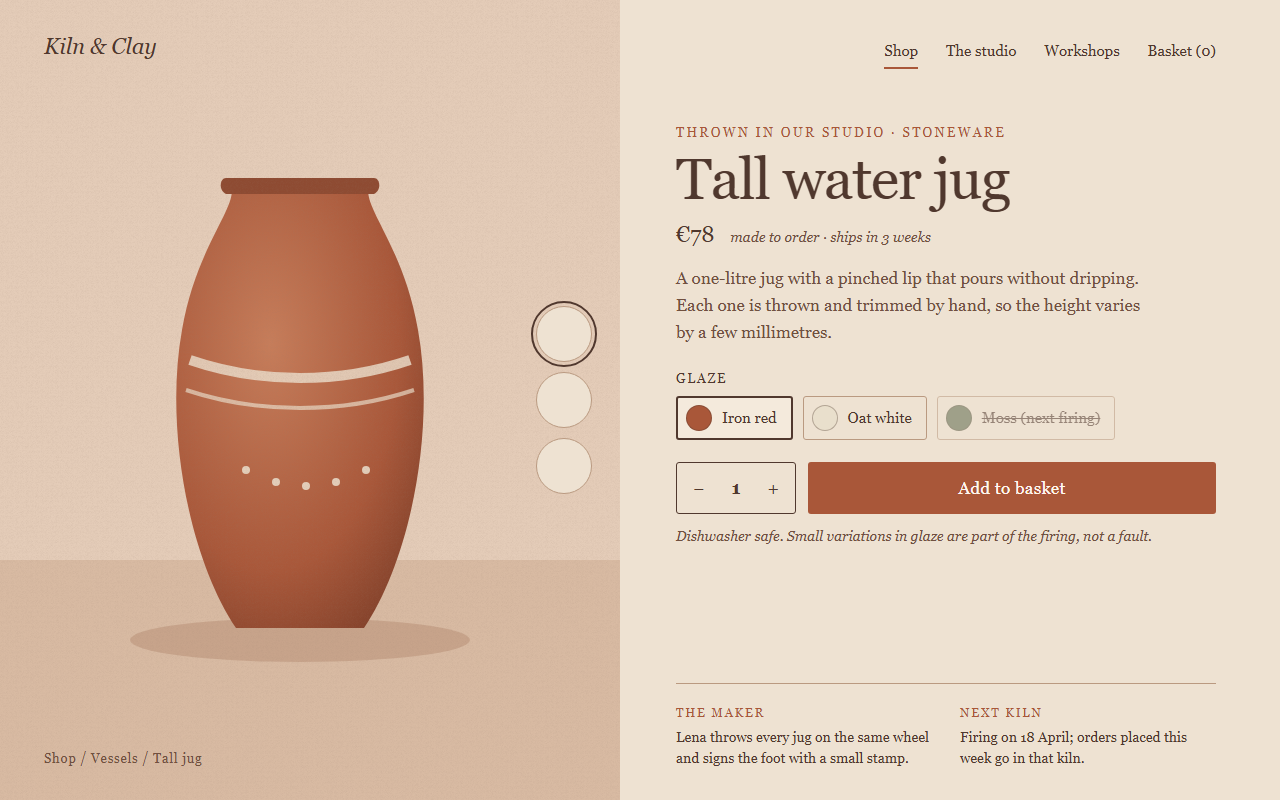 Kiln & Clay
Shop The studio Workshops Basket (0)
THROWN IN OUR STUDIO · STONEWARE
Tall water jug
€78 made to order · ships in 3 weeks
A one-litre jug with a pinched lip that pours without dripping.
Each one is thrown and trimmed by hand, so the height varies
by a few millimetres.
GLAZE
Iron red Oat white Moss (next firing)
− 1 + Add to basket
Dishwasher safe. Small variations in glaze are part of the firing, not a fault.
THE MAKER
Lena throws every jug on the same wheel
and signs the foot with a small stamp.
NEXT KILN
Firing on 18 April; orders placed this
week go in that kiln.
Shop / Vessels / Tall jug